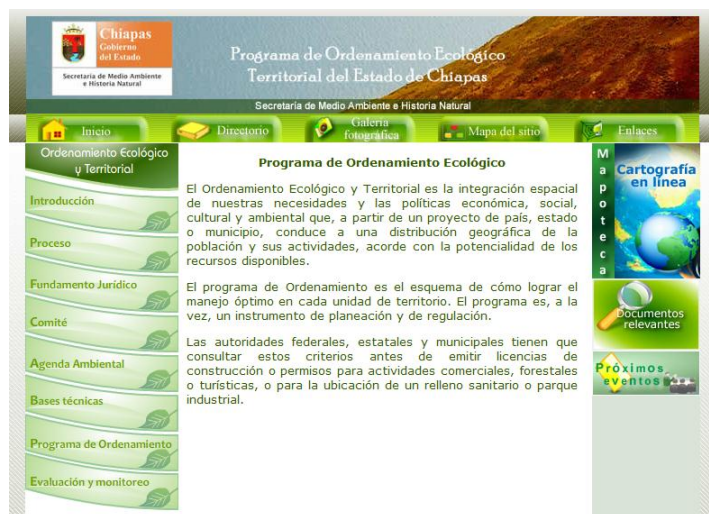 Chiapas
Gobierno
del Estado
Secretaría de Medio Ambiente
e Historia Natural
Programa de Ordenamiento Ecológico
Territorial del Estado de Chiapas
Secretaría de Medio Ambiente e Historia Natural
Inicio
Directorio
Galería
fotográfica
Mapa del sitio
Enlaces
Ordenamiento Ecológico
y Territorial
Introducción
Proceso
Fundamento Jurídico
Comité
Agenda Ambiental
Bases técnicas
Programa de Ordenamiento
Evaluación y monitoreo
Programa de Ordenamiento Ecológico
El Ordenamiento Ecológico y Territorial es la integración espacial
de nuestras necesidades y las políticas económica, social,
cultural y ambiental que, a partir de un proyecto de país, estado
o municipio, conduce a una distribución geográfica de la
población y sus actividades, acorde con la potencialidad de los
recursos disponibles.
El programa de Ordenamiento es el esquema de cómo lograr el
manejo óptimo en cada unidad de territorio. El programa es, a la
vez, un instrumento de planeación y de regulación.
Las autoridades federales, estatales y municipales tienen que
consultar estos criterios antes de emitir licencias de
construcción o permisos para actividades comerciales, forestales
o turísticas, o para la ubicación de un relleno sanitario o parque
industrial.
Mapoteca
Cartografía
en línea
Documentos
relevantes
Próximos
eventos